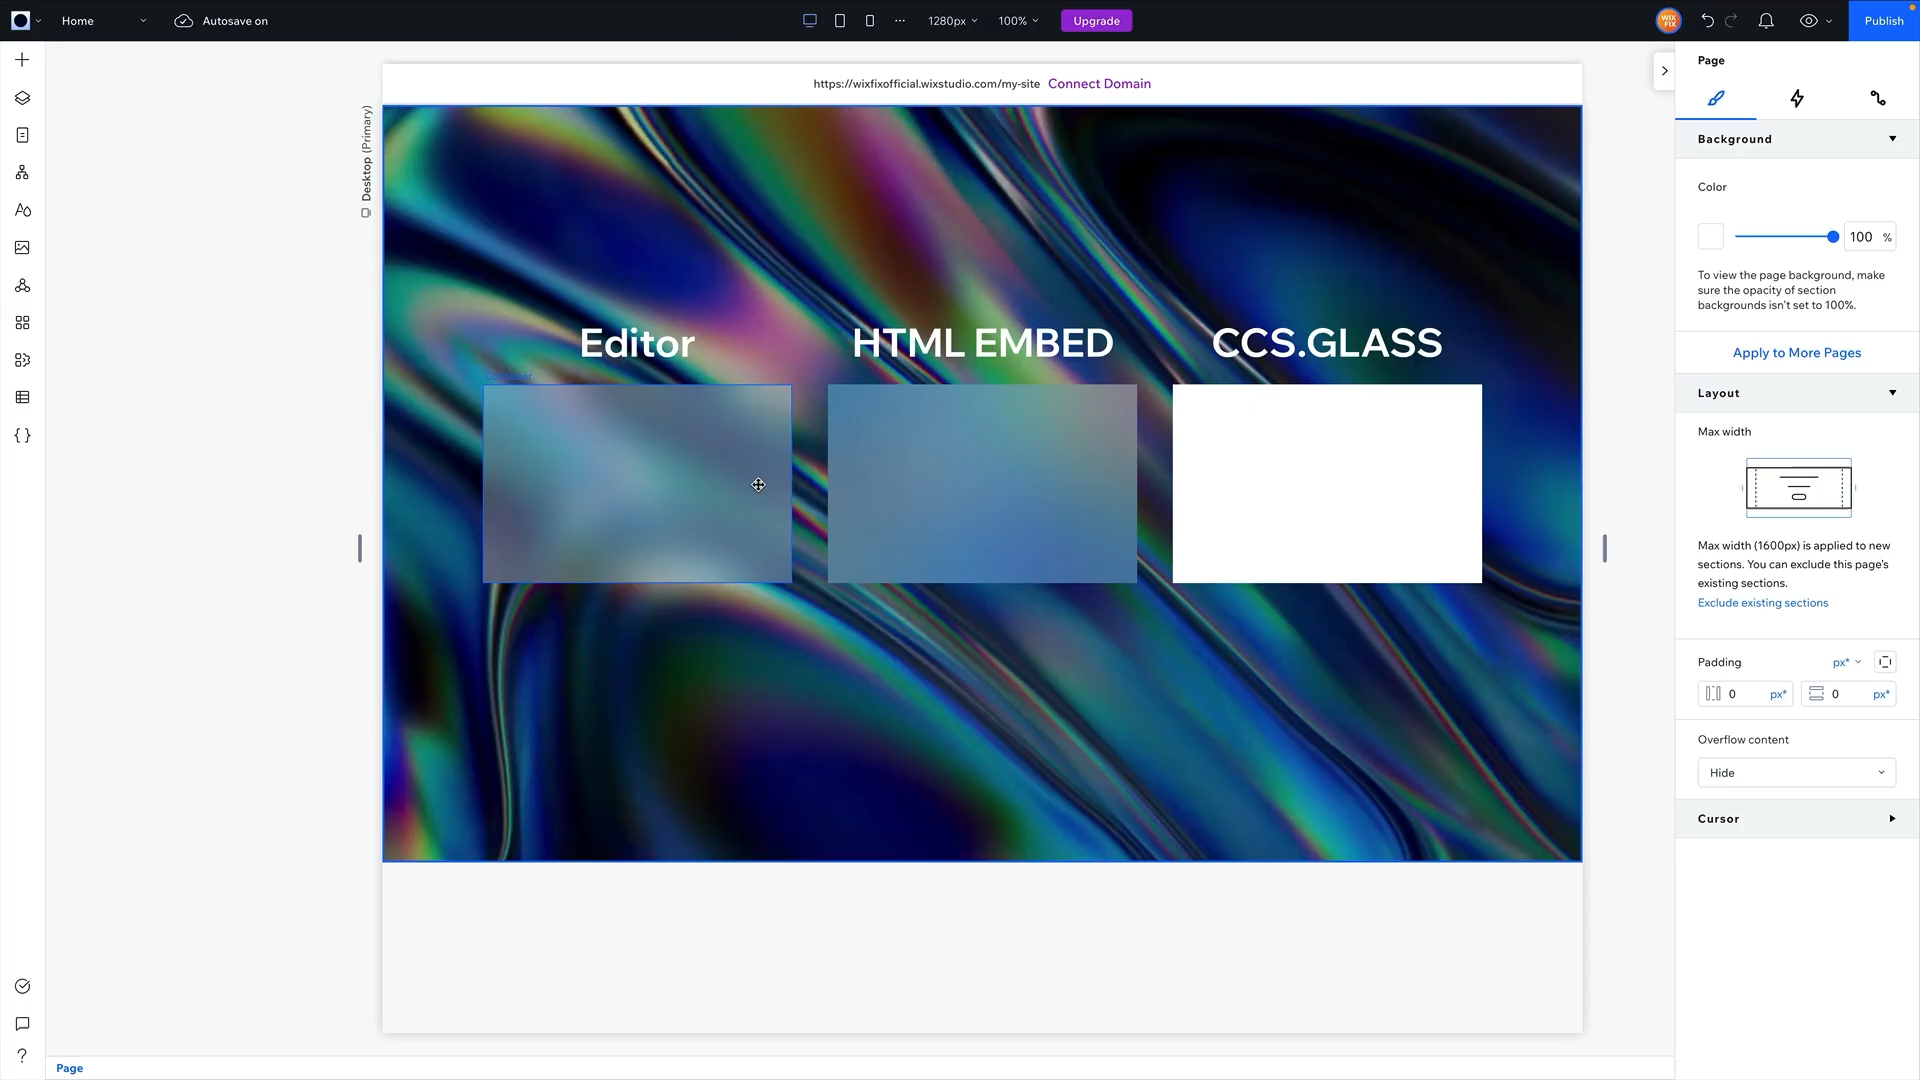 Home
Autosave on
1280px
100%
Upgrade
WIX
FIX
Publish
https://wixfixofficial.wixstudio.com/my-site Connect Domain
Desktop (Primary)
Editor
HTML EMBED
CCS.GLASS
Container
Page
Background
Color
100 %
To view the page background, make
sure the opacity of section
backgrounds isn't set to 100%.
Apply to More Pages
Layout
Max width
Max width (1600px) is applied to new
sections. You can exclude this page's
existing sections.
Exclude existing sections
Padding
px*
0 px*
0 px*
Overflow content
Hide
Cursor
Page